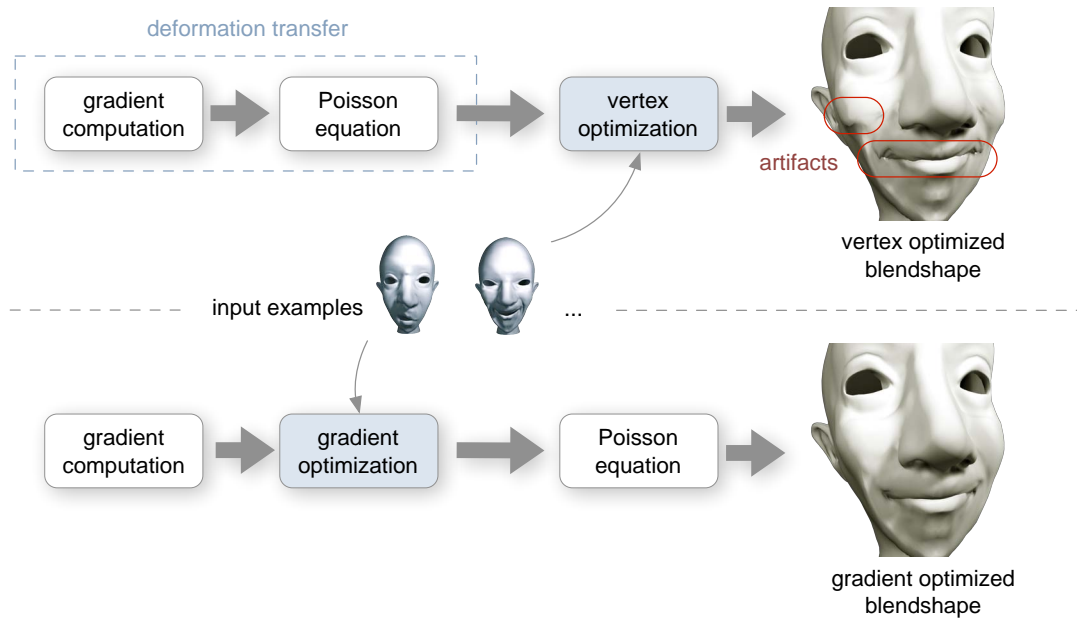 deformation transfer
gradient
computation
Poisson
equation
vertex
optimization
artifacts
vertex optimized
blendshape
input examples
...
gradient
computation
gradient
optimization
Poisson
equation
gradient optimized
blendshape